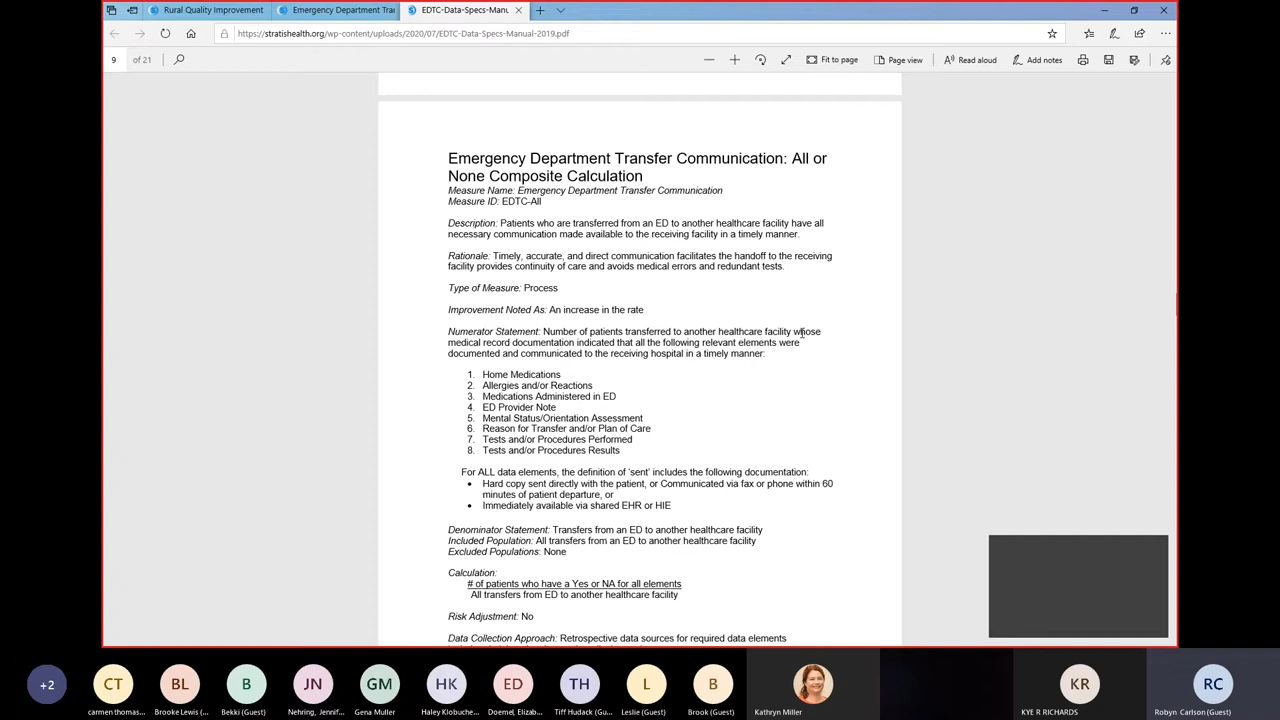 Rural Quality Improvement
Emergency Department Tra
EDTC-Data-Specs-Manu
https://stratishealth.org/wp-content/uploads/2020/07/EDTC-Data-Specs-Manual-2019.pdf
9 of 21
Fit to page
Page view
Read aloud
Add notes
Emergency Department Transfer Communication: All or
None Composite Calculation
Measure Name: Emergency Department Transfer Communication
Measure ID: EDTC-All
Description: Patients who are transferred from an ED to another healthcare facility have all
necessary communication made available to the receiving facility in a timely manner.
Rationale: Timely, accurate, and direct communication facilitates the handoff to the receiving
facility provides continuity of care and avoids medical errors and redundant tests.
Type of Measure: Process
Improvement Noted As: An increase in the rate
Numerator Statement: Number of patients transferred to another healthcare facility whose
medical record documentation indicated that all the following relevant elements were
documented and communicated to the receiving hospital in a timely manner:
1. Home Medications
2. Allergies and/or Reactions
3. Medications Administered in ED
4. ED Provider Note
5. Mental Status/Orientation Assessment
6. Reason for Transfer and/or Plan of Care
7. Tests and/or Procedures Performed
8. Tests and/or Procedures Results
For ALL data elements, the definition of 'sent' includes the following documentation:
• Hard copy sent directly with the patient, or Communicated via fax or phone within 60
minutes of patient departure, or
• Immediately available via shared EHR or HIE
Denominator Statement: Transfers from an ED to another healthcare facility
Included Population: All transfers from an ED to another healthcare facility
Excluded Populations: None
Calculation:
# of patients who have a Yes or NA for all elements
All transfers from ED to another healthcare facility
Risk Adjustment: No
Data Collection Approach: Retrospective data sources for required data elements
+2
CT
BL
B
JN
GM
HK
ED
TH
L
B
KR
RC
carmen thomas...
Brooke Lewis (...
Bekki (Guest)
Nehring, Jennif...
Gena Muller
Haley Klobuche...
Doemel, Elizab...
Tiff Hudack (Gu...
Leslie (Guest)
Brook (Guest)
Kathryn Miller
KYE R RICHARDS
Robyn Carlson (Guest)